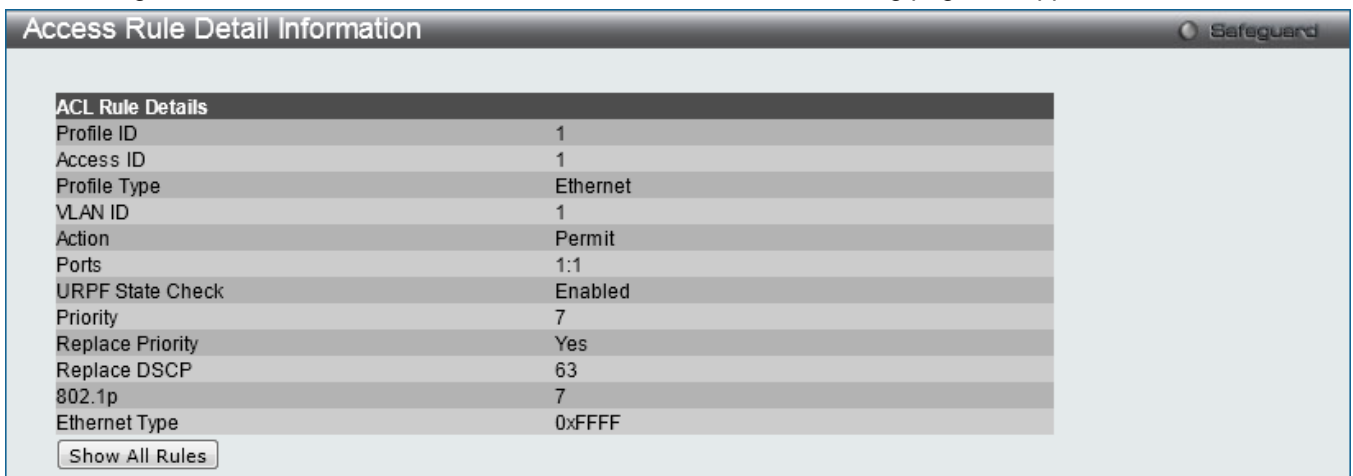 Access Rule Detail Information
Safeguard
ACL Rule Details
Profile ID 1
Access ID 1
Profile Type Ethernet
VLAN ID 1
Action Permit
Ports 1:1
URPF State Check Enabled
Priority 7
Replace Priority Yes
Replace DSCP 63
802.1p 7
Ethernet Type 0xFFFF
Show All Rules